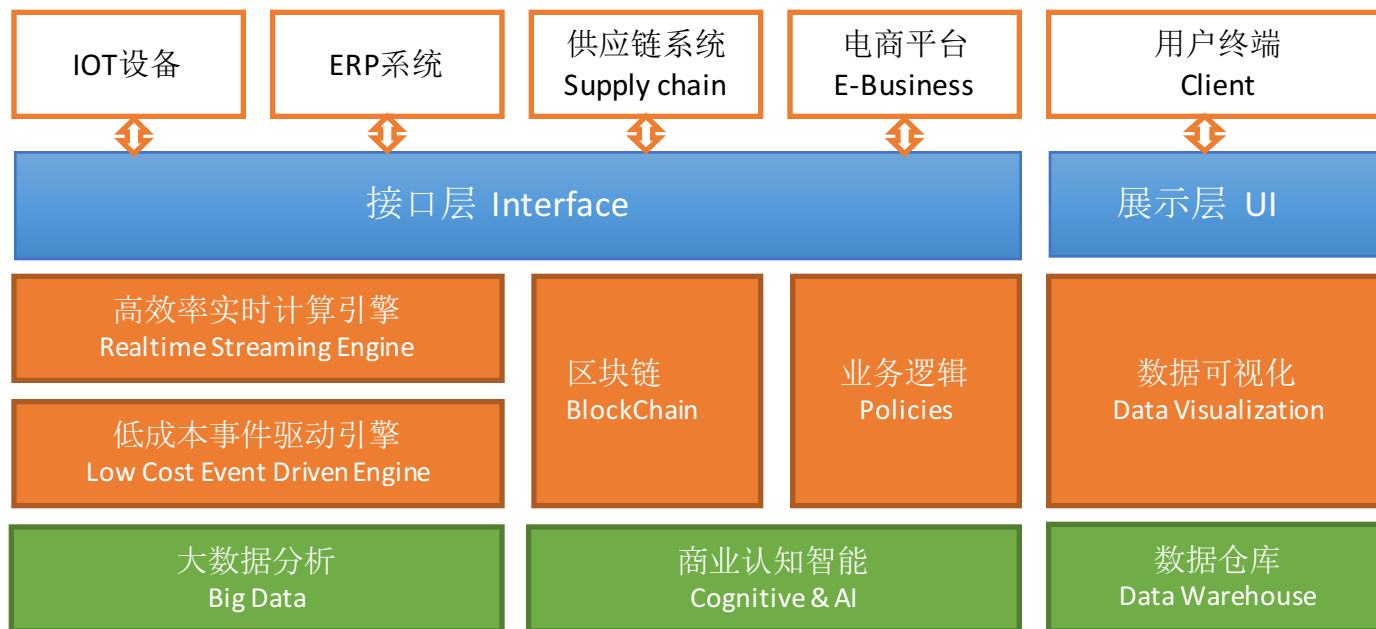 IOT设备
ERP系统
供应链系统
Supply chain
电商平台
E-Business
用户终端
Client
接口层 Interface
展示层 UI
高效率实时计算引擎
Realtime Streaming Engine
低成本事件驱动引擎
Low Cost Event Driven Engine
区块链
BlockChain
业务逻辑
Policies
数据可视化
Data Visualization
大数据分析
Big Data
商业认知智能
Cognitive & AI
数据仓库
Data Warehouse